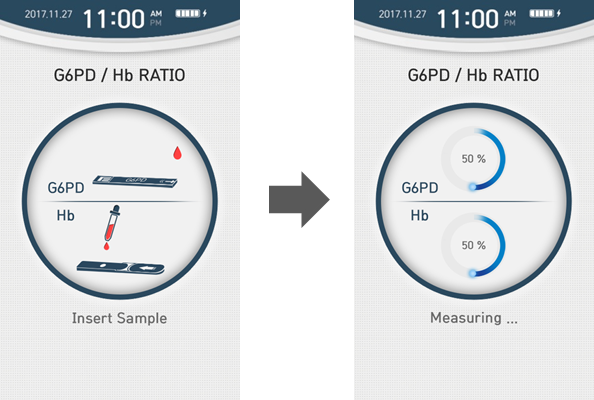 2017.11.27 11:00 AM PM
G6PD / Hb RATIO
G6PD
G6PD
Hb
Insert Sample
2017.11.27 11:00 AM PM
G6PD / Hb RATIO
50 %
G6PD
Hb
50 %
Measuring ...